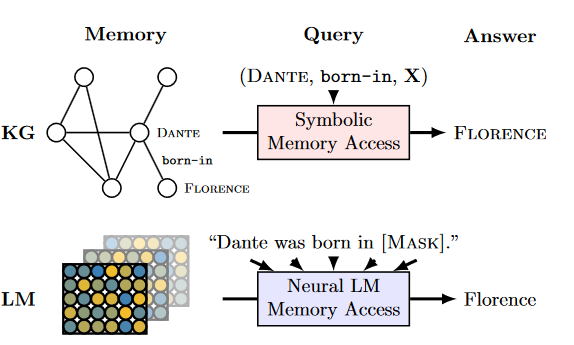 Memory Query Answer
(DANTE, born-in, X)
KG
DANTE
Symbolic
Memory Access
FLORENCE
born-in
FLORENCE
“Dante was born in [MASK].”
LM
Neural LM
Memory Access
Florence